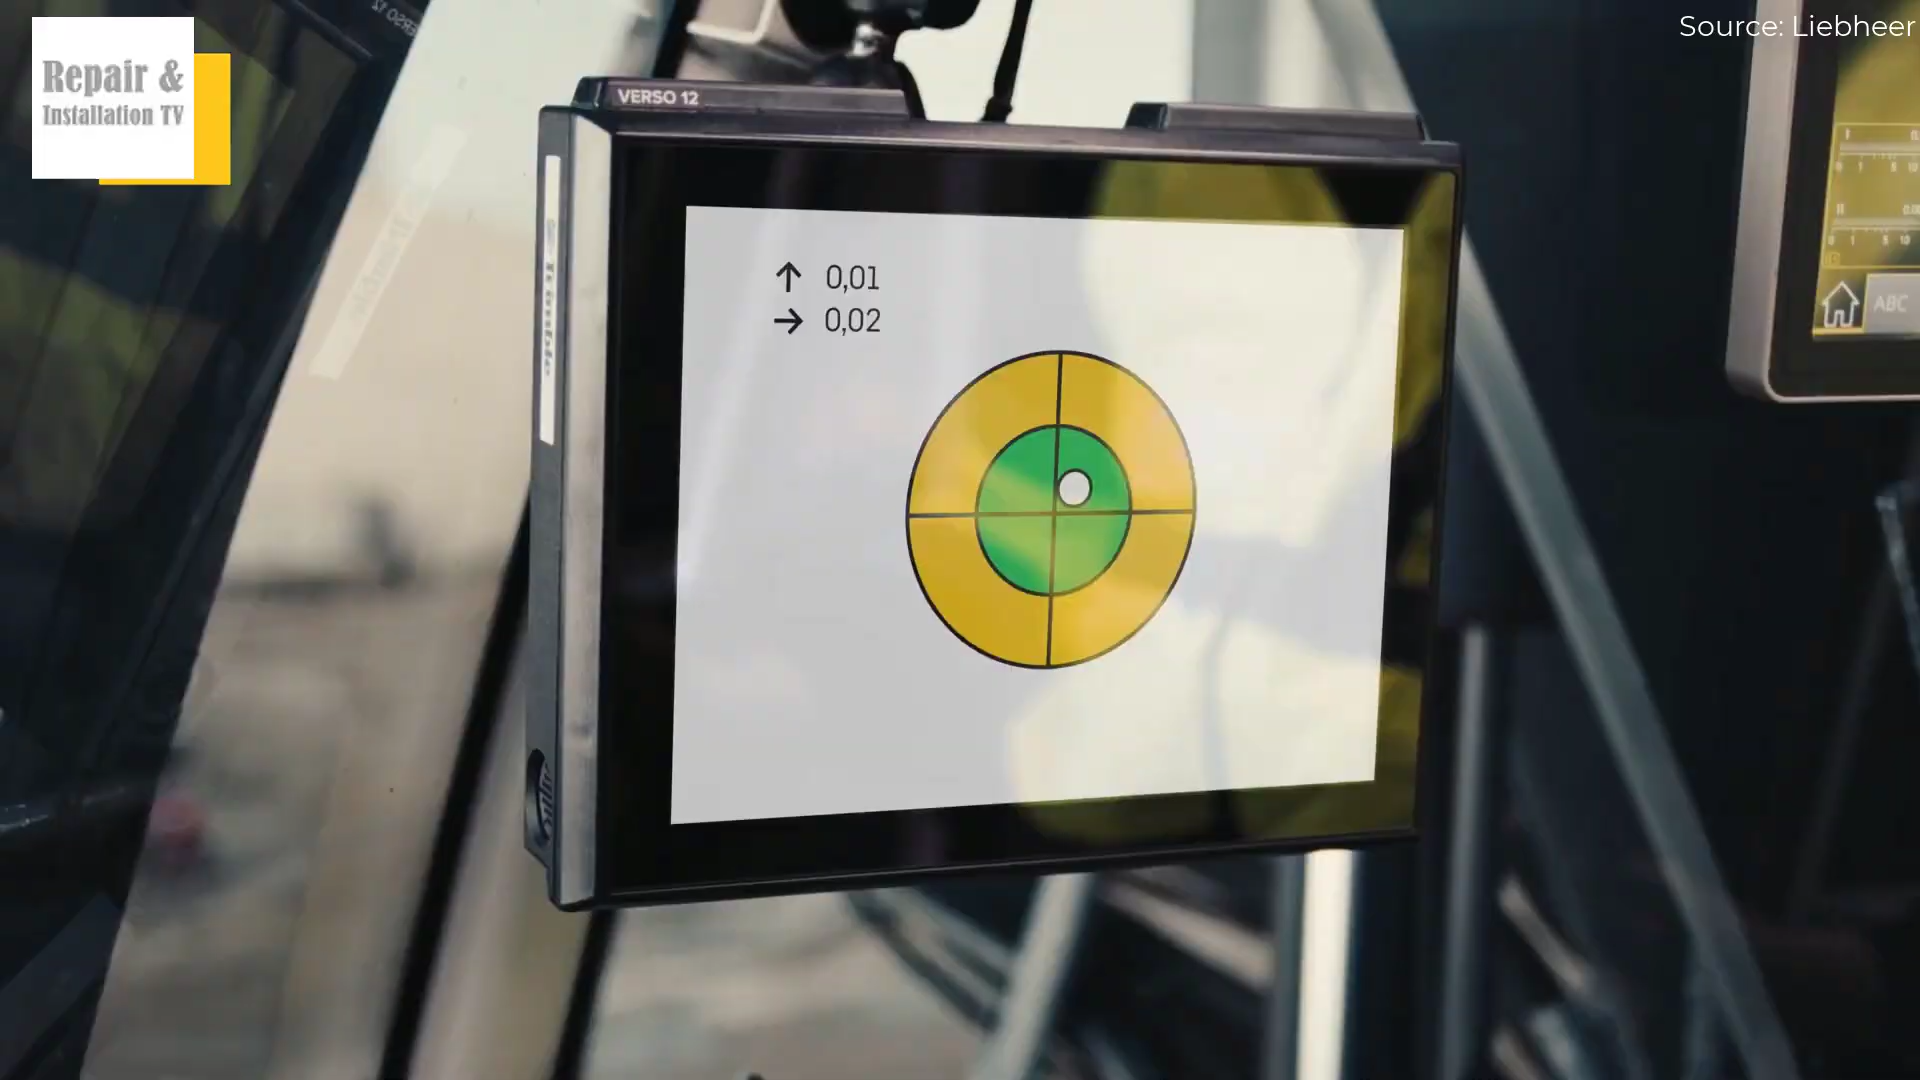 Repair &
Installation TV
Source: Liebheer
VERSO 12
↑ 0,01
→ 0,02
ABC